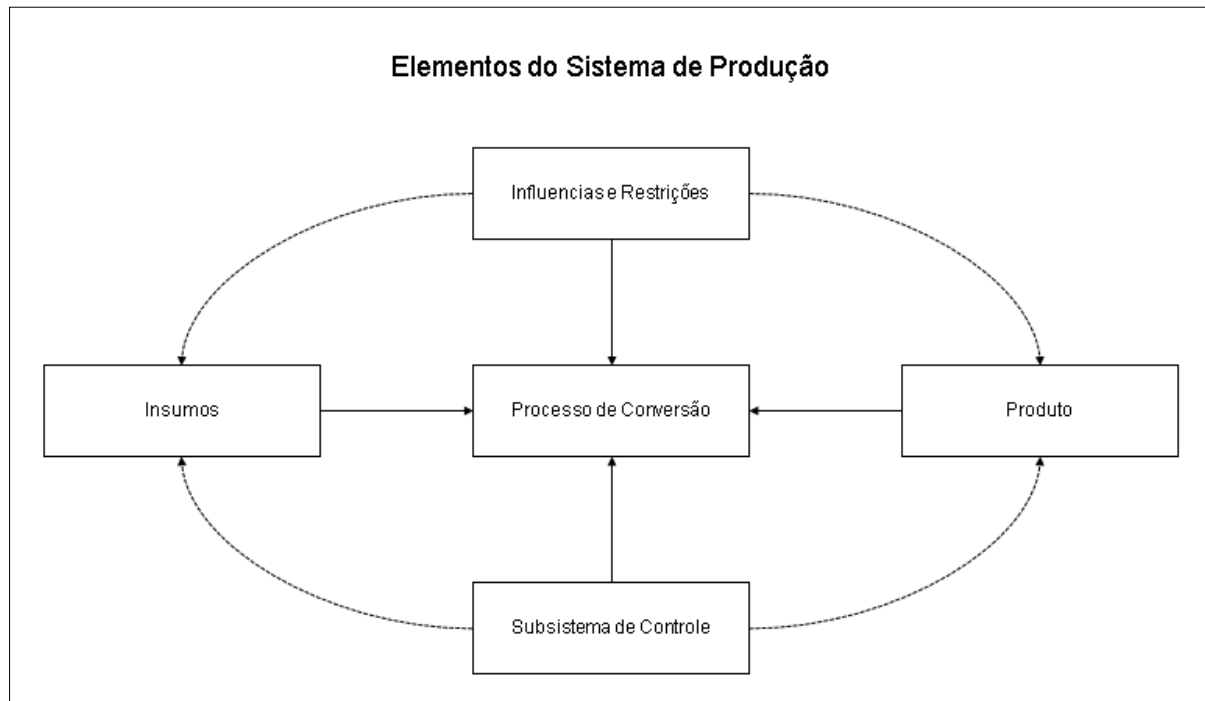 Elementos do Sistema de Produção
Influencias e Restrições
Insumos
Processo de Conversão
Produto
Subsistema de Controle